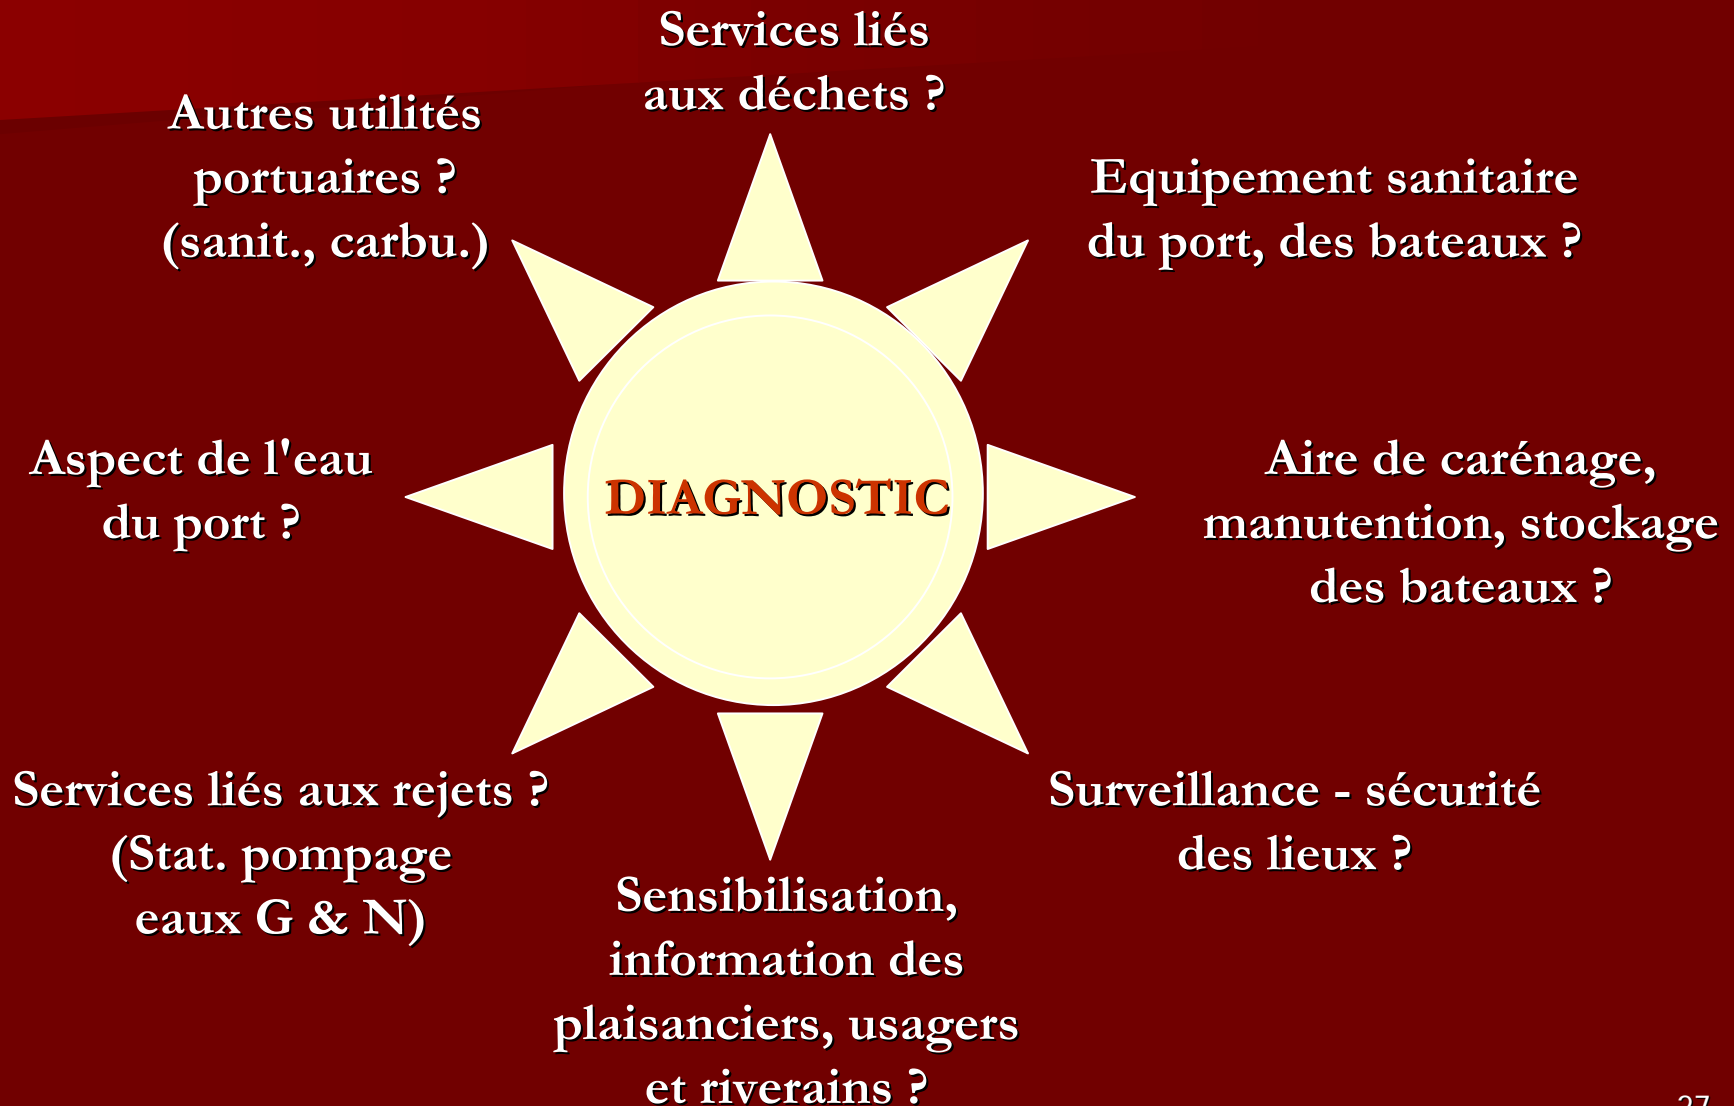 Services liés
aux déchets ?
Autres utilités
portuaires ?
(sanit., carbu.)
Equipement sanitaire
du port, des bateaux ?
Aspect de l'eau
du port ?
DIAGNOSTIC
Aire de carénage,
manutention, stockage
des bateaux ?
Services liés aux rejets ?
(Stat. pompage
eaux G & N)
Surveillance - sécurité
des lieux ?
Sensibilisation,
information des
plaisanciers, usagers
et riverains ?
27